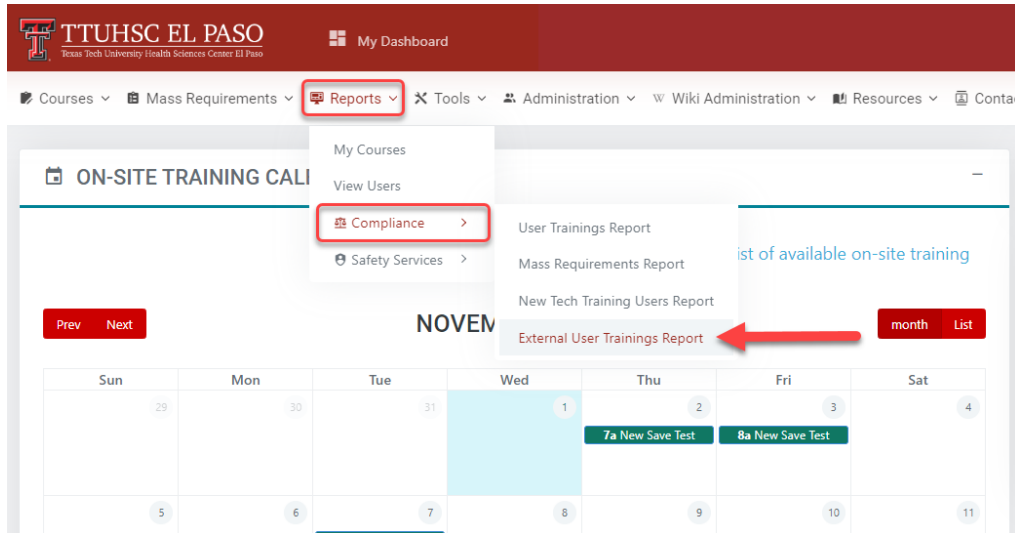 TTUHSC EL PASO
Texas Tech University Health Sciences Center El Paso
My Dashboard
Courses Mass Requirements Reports Tools Administration Wiki Administration Resources
My Courses
View Users
Compliance
Safety Services
User Trainings Report
Mass Requirements Report
New Tech Training Users Report
External User Trainings Report
ON-SITE TRAINING
of available on-site training
Prev Next
month List
Sun Mon Tue Wed Thu Fri Sat
29 30 31 1 2 3 4
7a New Save Test 8a New Save Test
5 6 7 8 9 10 11